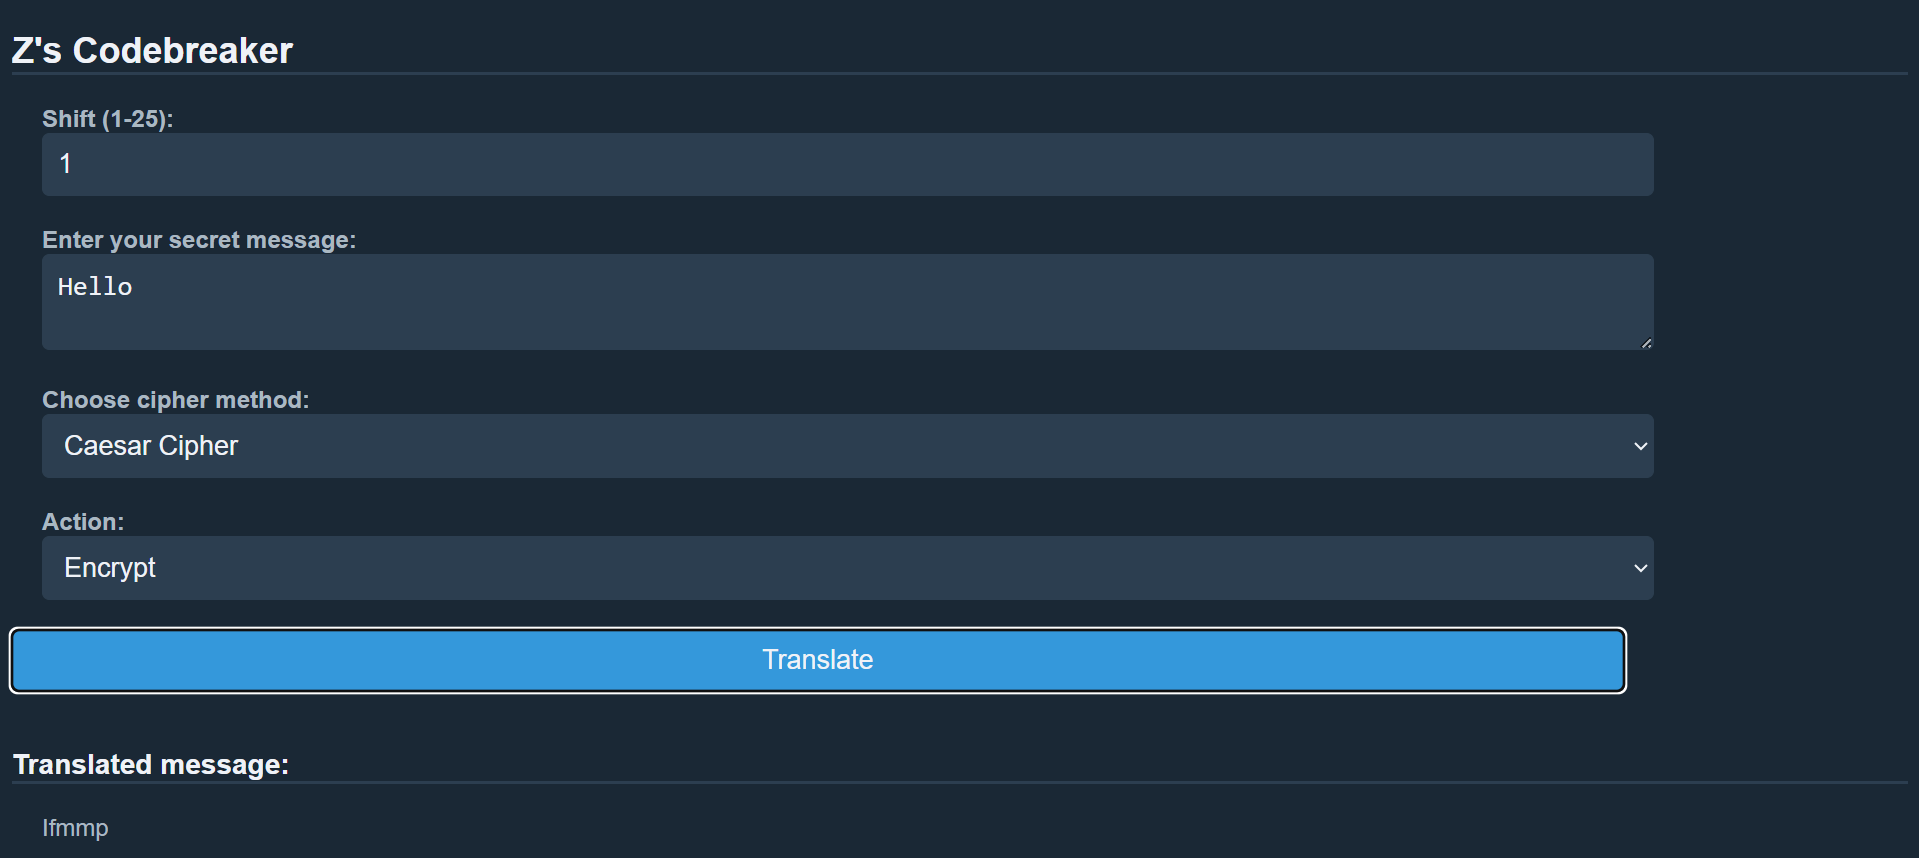 Z's Codebreaker
Shift (1-25):
1
Enter your secret message:
Hello
Choose cipher method:
Caesar Cipher
Action:
Encrypt
Translate
Translated message:
Ifmmp